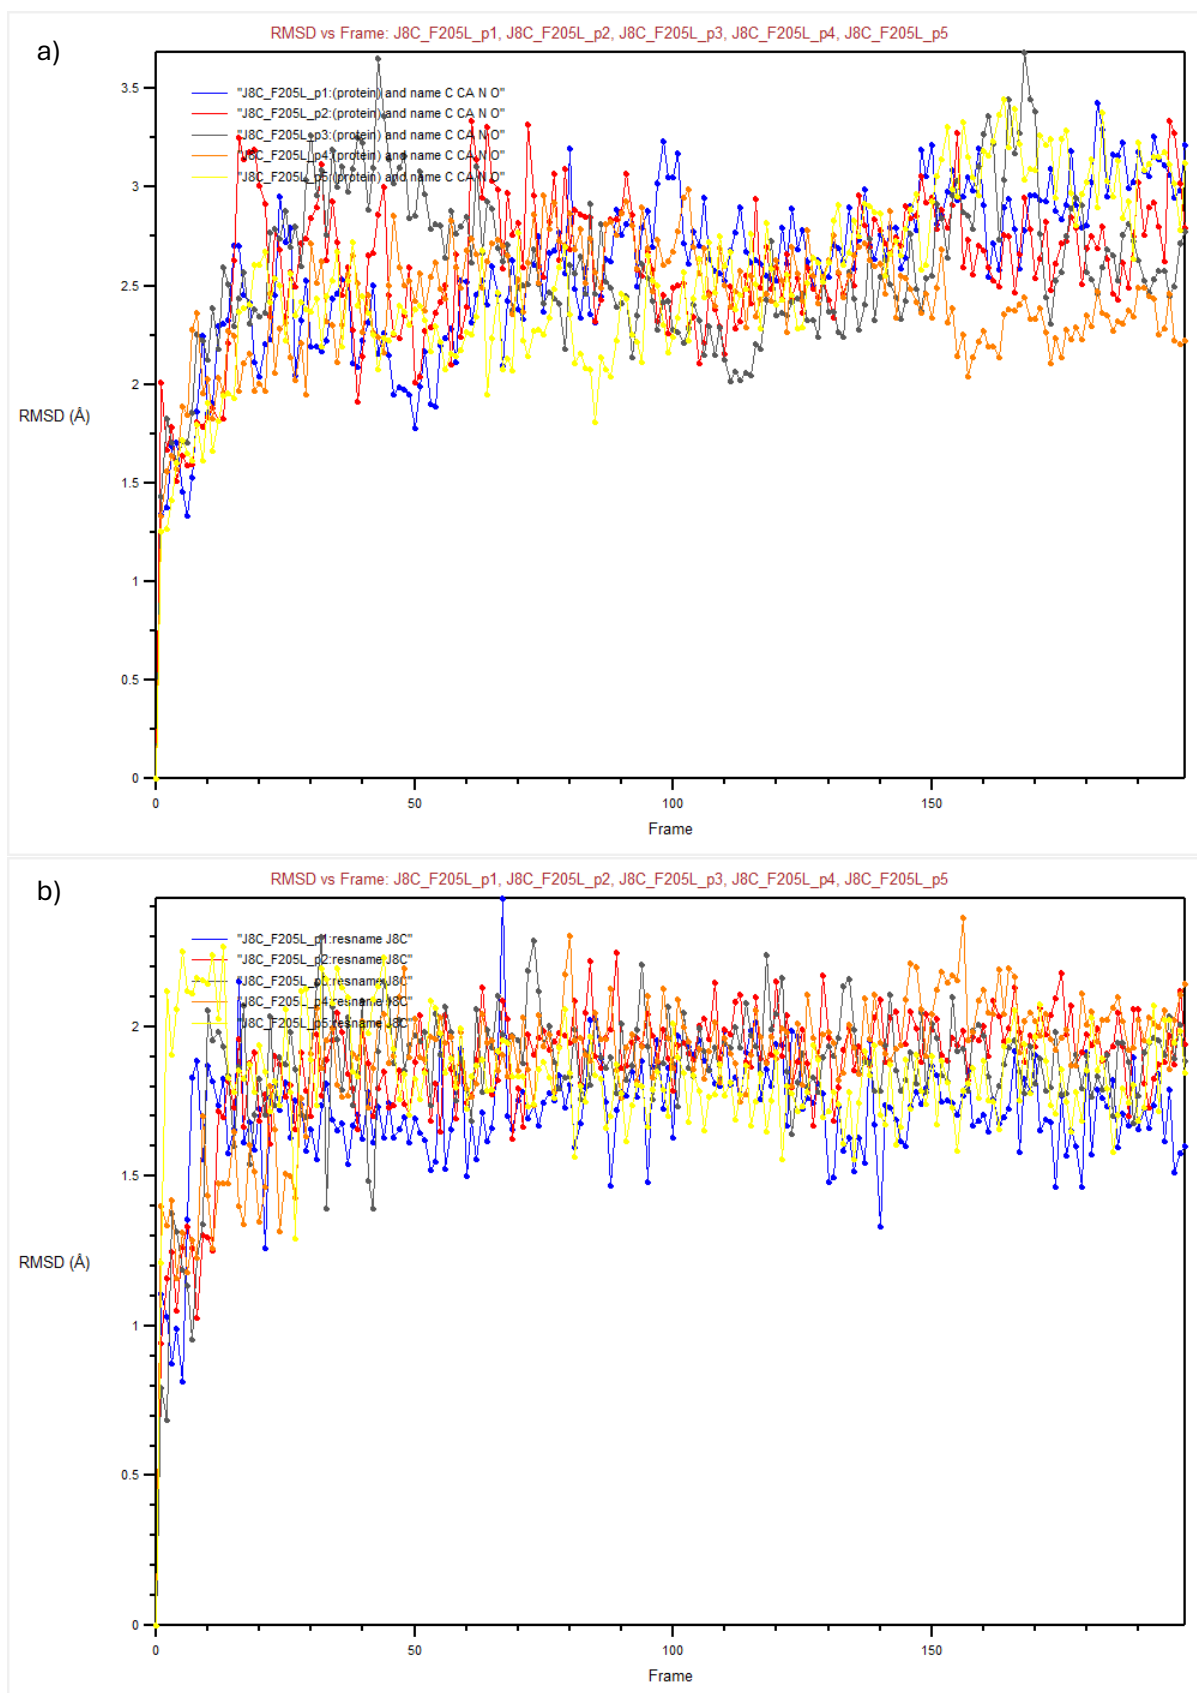 a)
RMSD vs Frame: J8C_F205L_p1, J8C_F205L_p2, J8C_F205L_p3, J8C_F205L_p4, J8C_F205L_p5
3.5
"J8C_F205L_p1:(protein) and name C CA N O"
"J8C_F205L_p2:(protein) and name C CA N O"
"J8C_F205L_p3:(protein) and name C CA N O"
"J8C_F205L_p4:(protein) and name C CA N O"
"J8C_F205L_p5:(protein) and name C CA N O"
3
2.5
2
RMSD (Å)
1.5
1
0.5
0
0 50 100 150
Frame
b)
RMSD vs Frame: J8C_F205L_p1, J8C_F205L_p2, J8C_F205L_p3, J8C_F205L_p4, J8C_F205L_p5
"J8C_F205L_p1:resname J8C"
"J8C_F205L_p2:resname J8C"
"J8C_F205L_p3:resname J8C"
"J8C_F205L_p4:resname J8C"
"J8C_F205L_p5:resname J8C"
2
1.5
RMSD (Å)
1
0.5
0
0 50 100 150
Frame